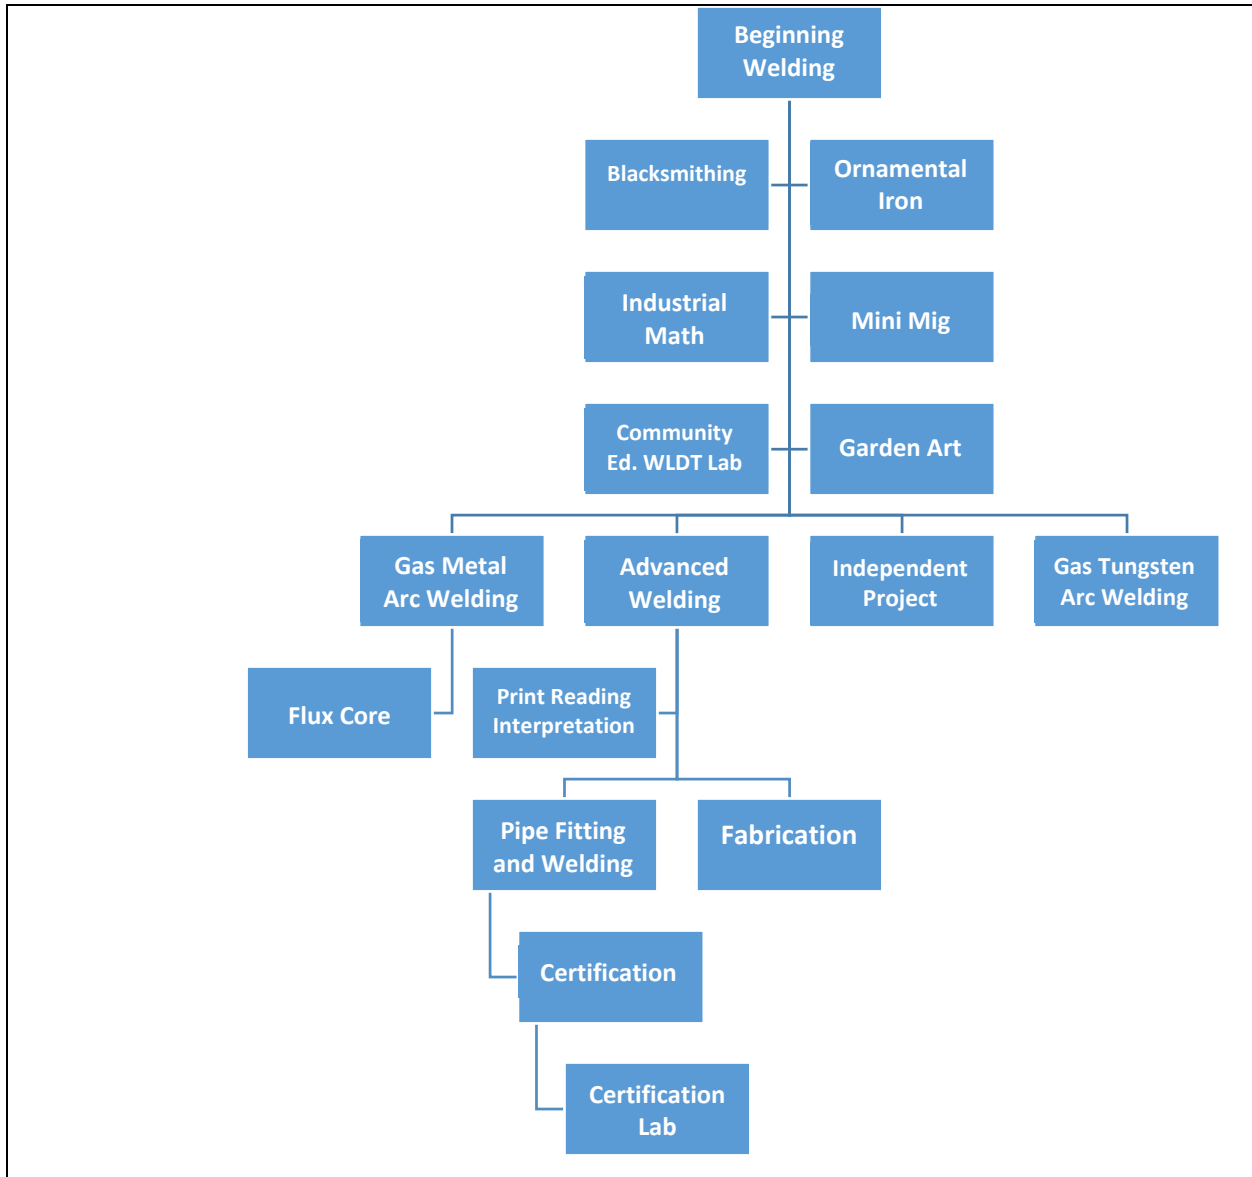 Beginning
Welding
Blacksmithing
Ornamental
Iron
Industrial
Math
Mini Mig
Community
Ed. WLDT Lab
Garden Art
Gas Metal
Arc Welding
Advanced
Welding
Independent
Project
Gas Tungsten
Arc Welding
Flux Core
Print Reading
Interpretation
Pipe Fitting
and Welding
Fabrication
Certification
Certification
Lab